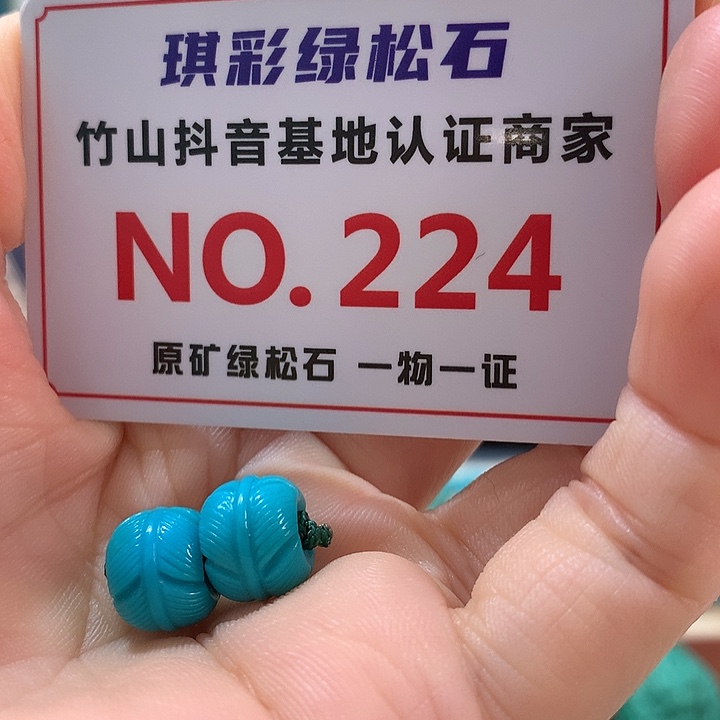 琪彩绿松石
竹山抖音基地认证商家
NO.224
原矿绿松石 一物一证